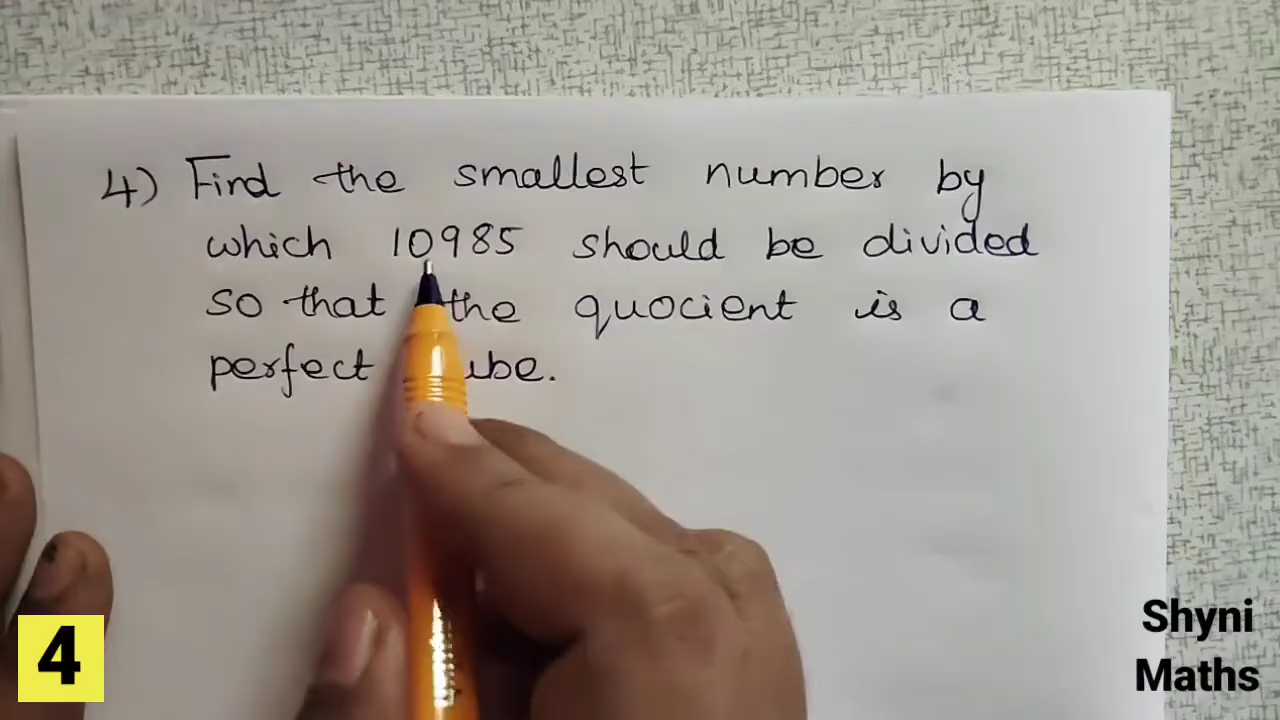 4) Find the smallest number by
which 10985 should be divided
so that the quocient is a
perfect
4
Shyni
Maths